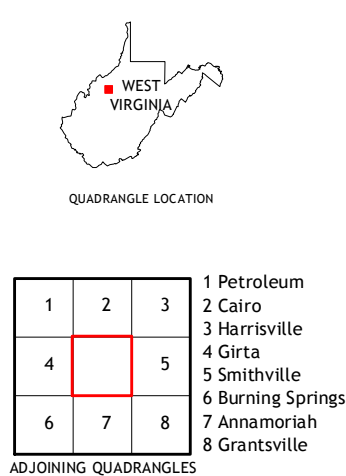 WEST
VIRGINIA
QUADRANGLE LOCATION
1 2 3
4 5
6 7 8
1 Petroleum
2 Cairo
3 Harrisville
4 Girta
5 Smithville
6 Burning Springs
7 Annamoriah
8 Grantsville
ADJOINING QUADRANGLES